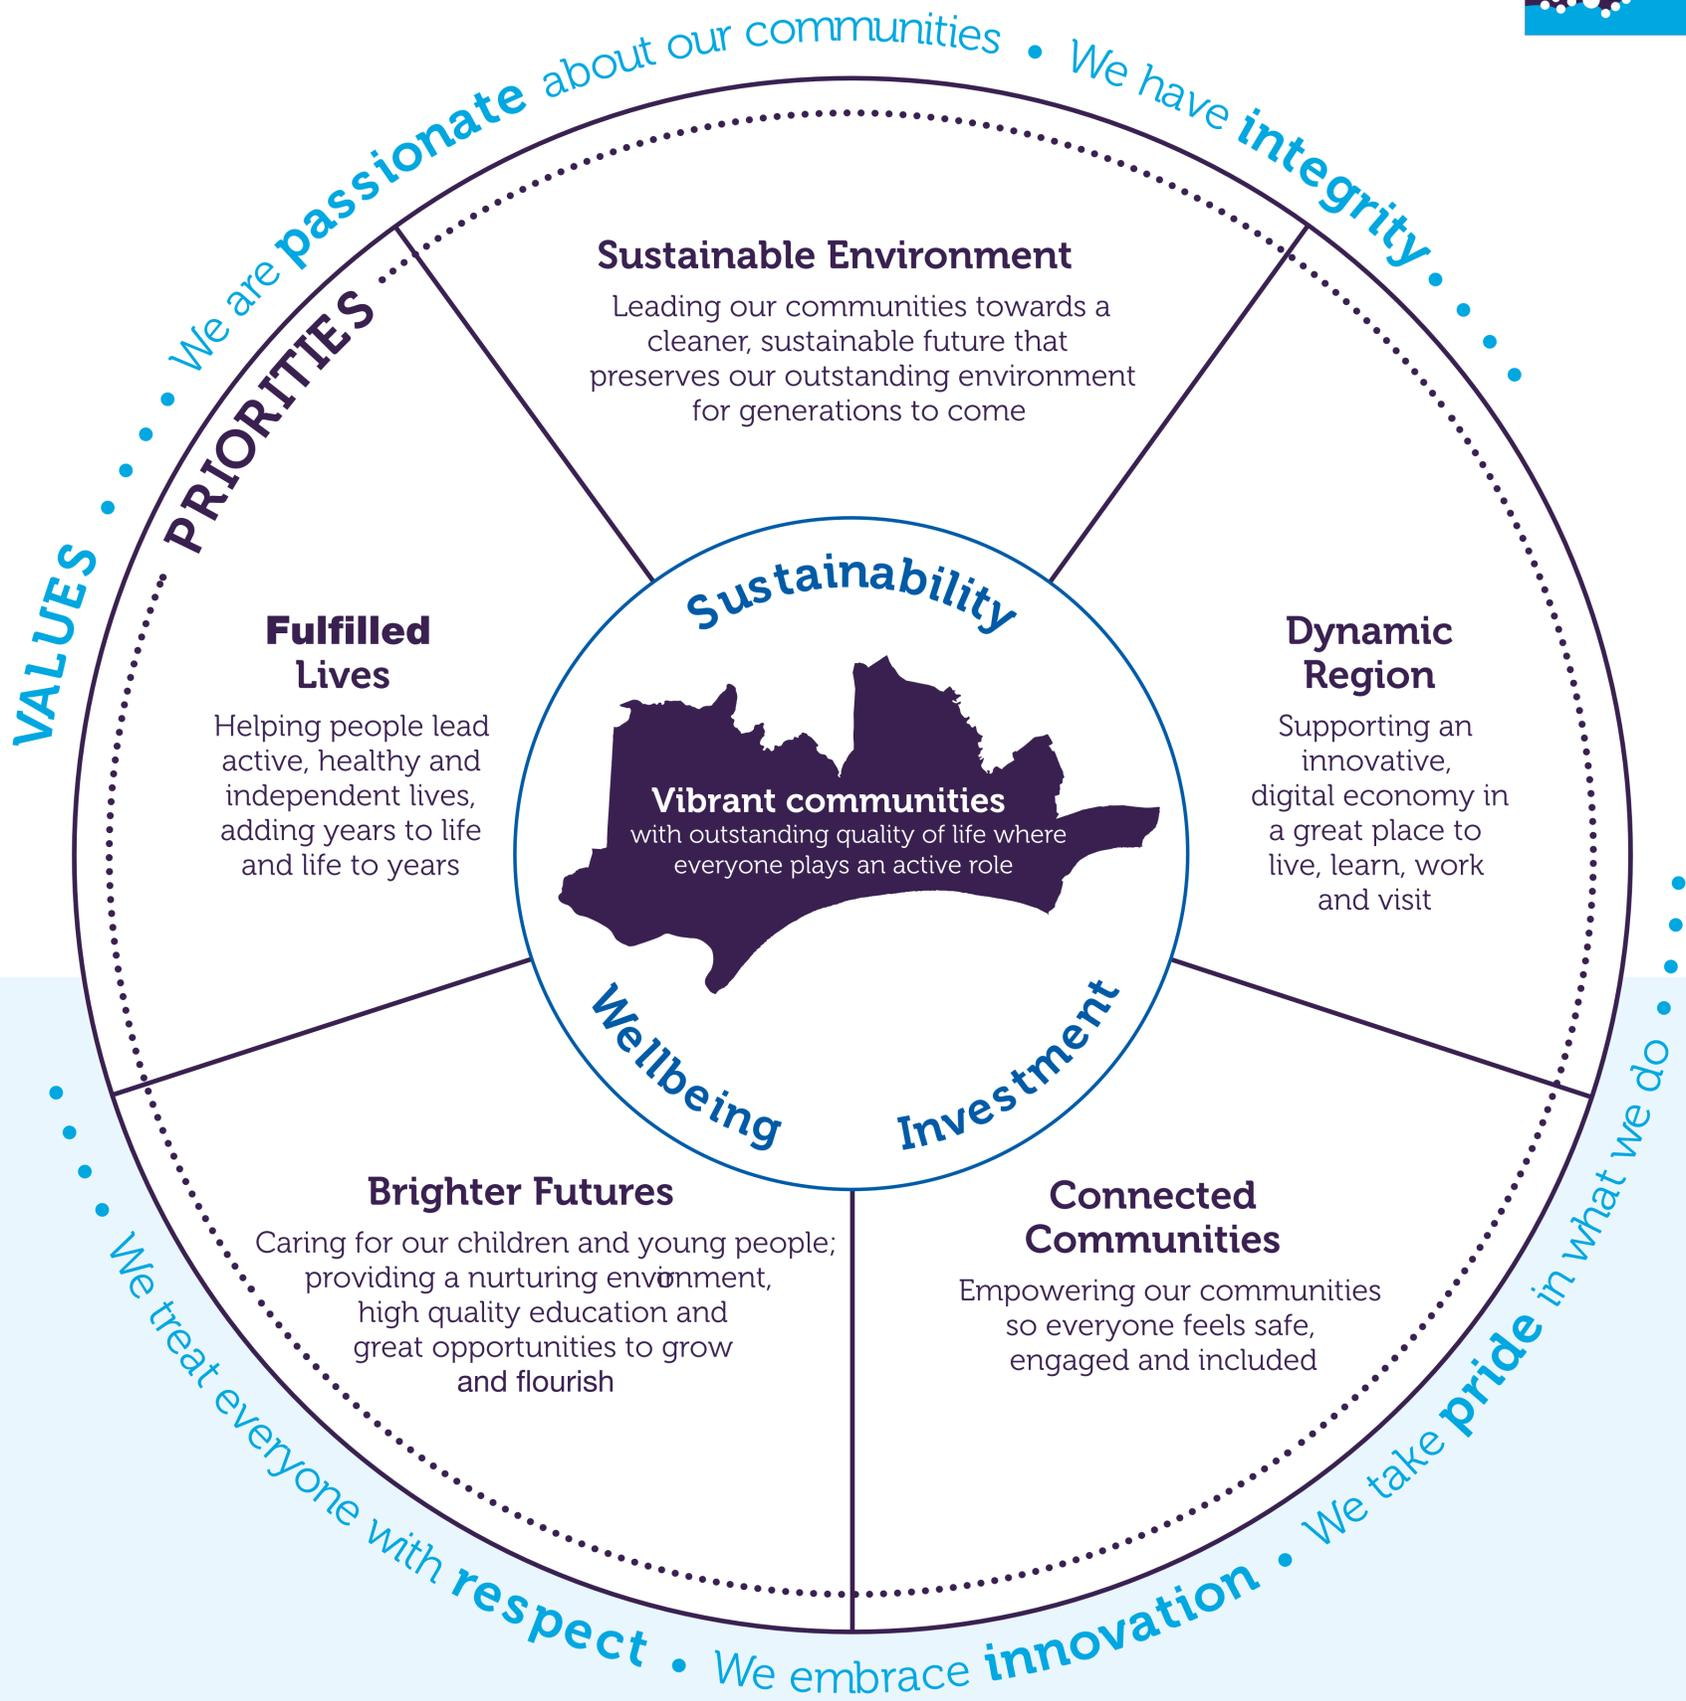 VALUES
We are passionate about our communities • We have integrity
PRIORITIES
Sustainable Environment
Leading our communities towards a
cleaner, sustainable future that
preserves our outstanding environment
for generations to come
Fulfilled
Lives
Helping people lead
active, healthy and
independent lives,
adding years to life
and life to years
Sustainability
Vibrant communities
with outstanding quality of life where
everyone plays an active role
Wellbeing
Investment
Dynamic
Region
Supporting an
innovative,
digital economy in
a great place to
live, learn, work
and visit
Brighter Futures
Caring for our children and young people;
providing a nurturing environment,
high quality education and
great opportunities to grow
and flourish
Connected
Communities
Empowering our communities
so everyone feels safe,
engaged and included
We treat everyone with respect • We embrace innovation • We take pride in what we do